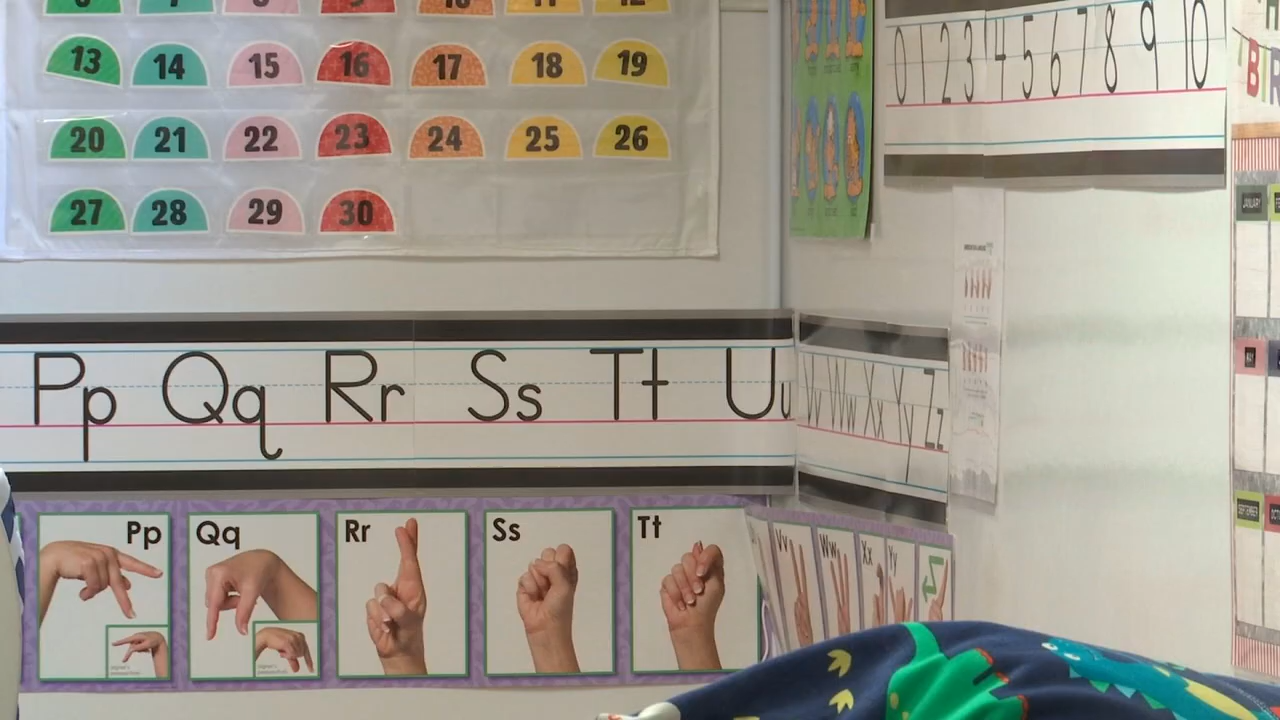 13 14 15 16 17 18 19
20 21 22 23 24 25 26
27 28 29 30
0 1 2 3 4 5 6 7 8 9 10
JANUARY
MAY
SEPTEMBER
Pp Qq Rr Ss Tt Uu Vv Ww Xx Yy Zz
Pp Qq Rr Ss Tt Vv Ww Xx Yy